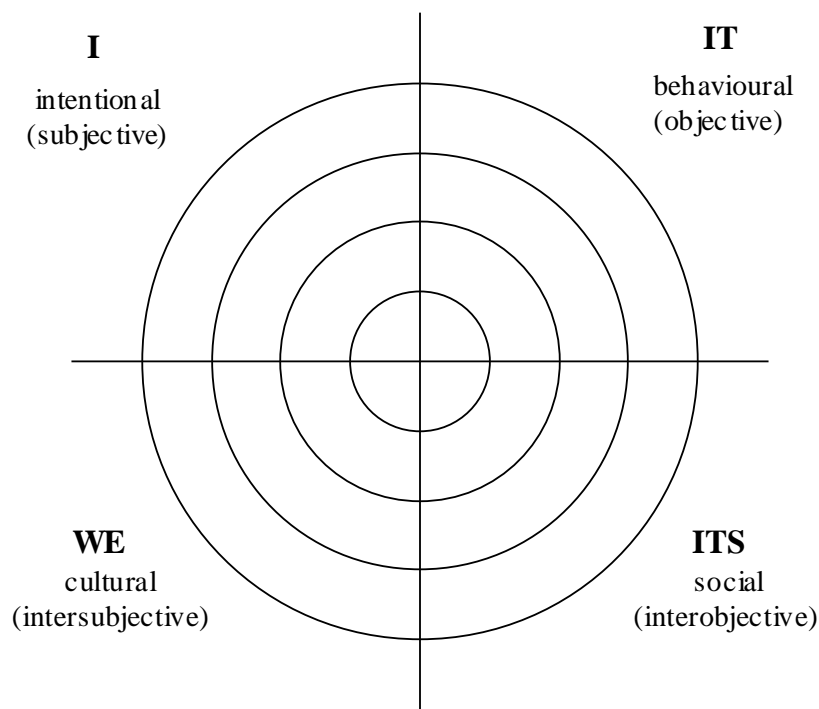 I
intentional
(subjective)
IT
behavioural
(objective)
WE
cultural
(intersubjective)
ITS
social
(interobjective)